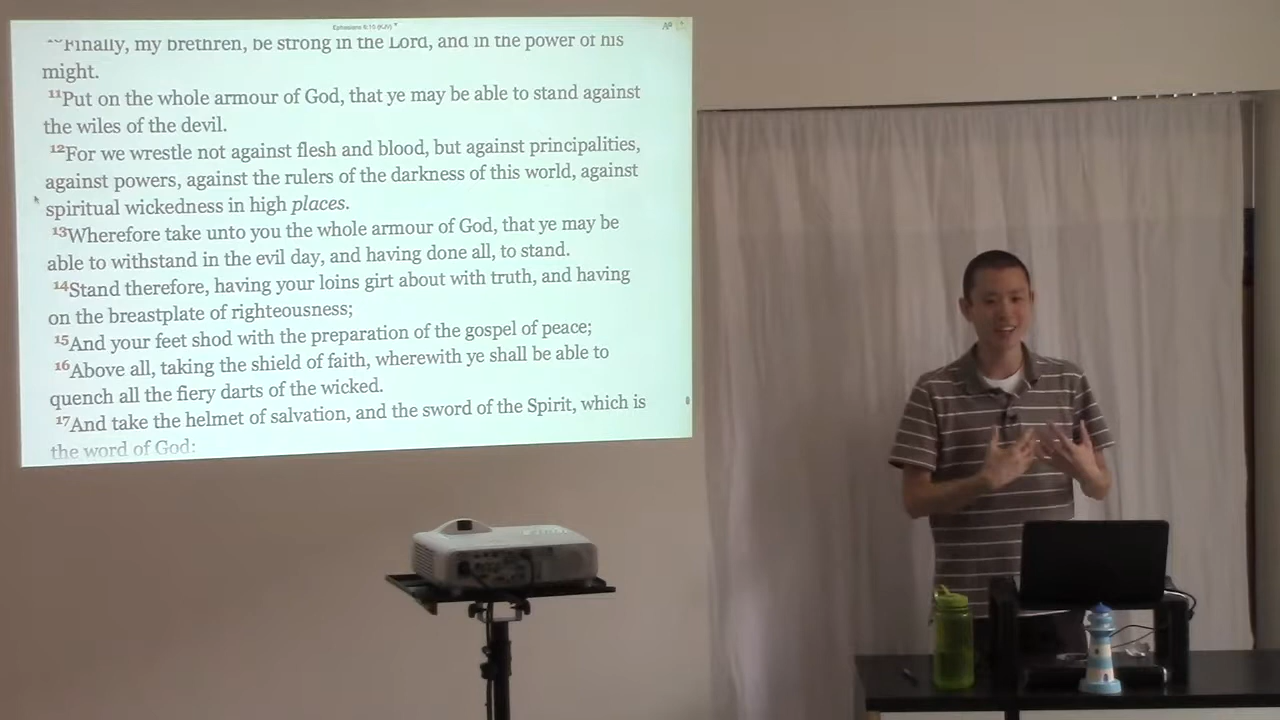 Ephesians 6:10 (KJV)
10Finally, my brethren, be strong in the Lord, and in the power of his
might.
11Put on the whole armour of God, that ye may be able to stand against
the wiles of the devil.
12For we wrestle not against flesh and blood, but against principalities,
against powers, against the rulers of the darkness of this world, against
spiritual wickedness in high places.
13Wherefore take unto you the whole armour of God, that ye may be
able to withstand in the evil day, and having done all, to stand.
14Stand therefore, having your loins girt about with truth, and having
on the breastplate of righteousness;
15And your feet shod with the preparation of the gospel of peace;
16Above all, taking the shield of faith, wherewith ye shall be able to
quench all the fiery darts of the wicked.
17And take the helmet of salvation, and the sword of the Spirit, which is
the word of God: